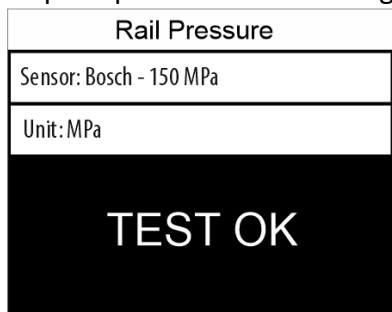 Rail Pressure
Sensor: Bosch - 150 MPa
Unit: MPa
TEST OK